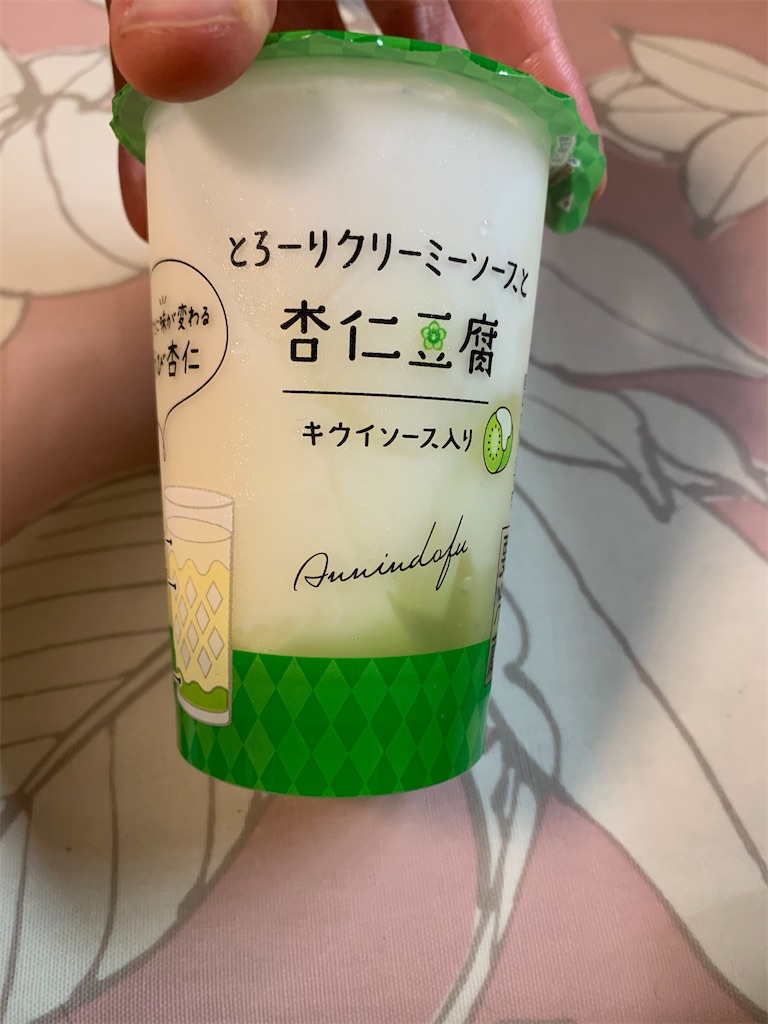 とろーりクリーミーソースと
杏仁豆腐
キウイソース入り
Annindofu
味が変わる
杏仁